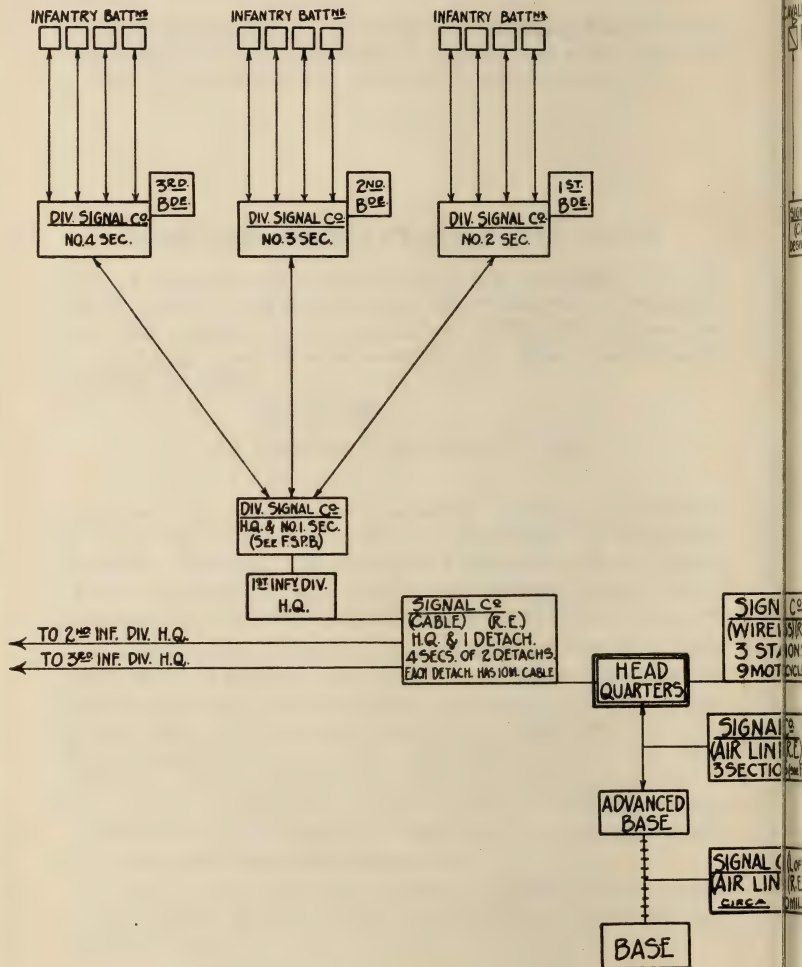 INFANTRY BATTNS
INFANTRY BATTNS
INFANTRY BATTNS
3RD.
BDE.
DIV. SIGNAL CO.
NO.4 SEC.
2ND.
BDE.
DIV. SIGNAL CO.
NO.3 SEC.
1ST.
BDE.
DIV. SIGNAL CO.
NO.2 SEC.
DIV. SIGNAL CO
H.Q. & NO.1. SEC.
(SEE F.S.P.B.)
1ST INFY DIV.
H.Q.
TO 2ND INF. DIV. H.Q.
TO 3RD INF. DIV. H.Q.
SIGNAL CO
(CABLE) (R.E.)
H.Q. & 1 DETACH.
4 SECS. OF 2 DETACHS.
EACH DETACH. HAS 10M. CABLE
HEAD
QUARTERS
SIGN CO
(WIREL
3 STA
9 MOT
SIGNAL CO
(AIR LIN R.E.)
3 SECTIO
ADVANCED
BASE
SIGNAL
(AIR LIN
CIRCA
BASE